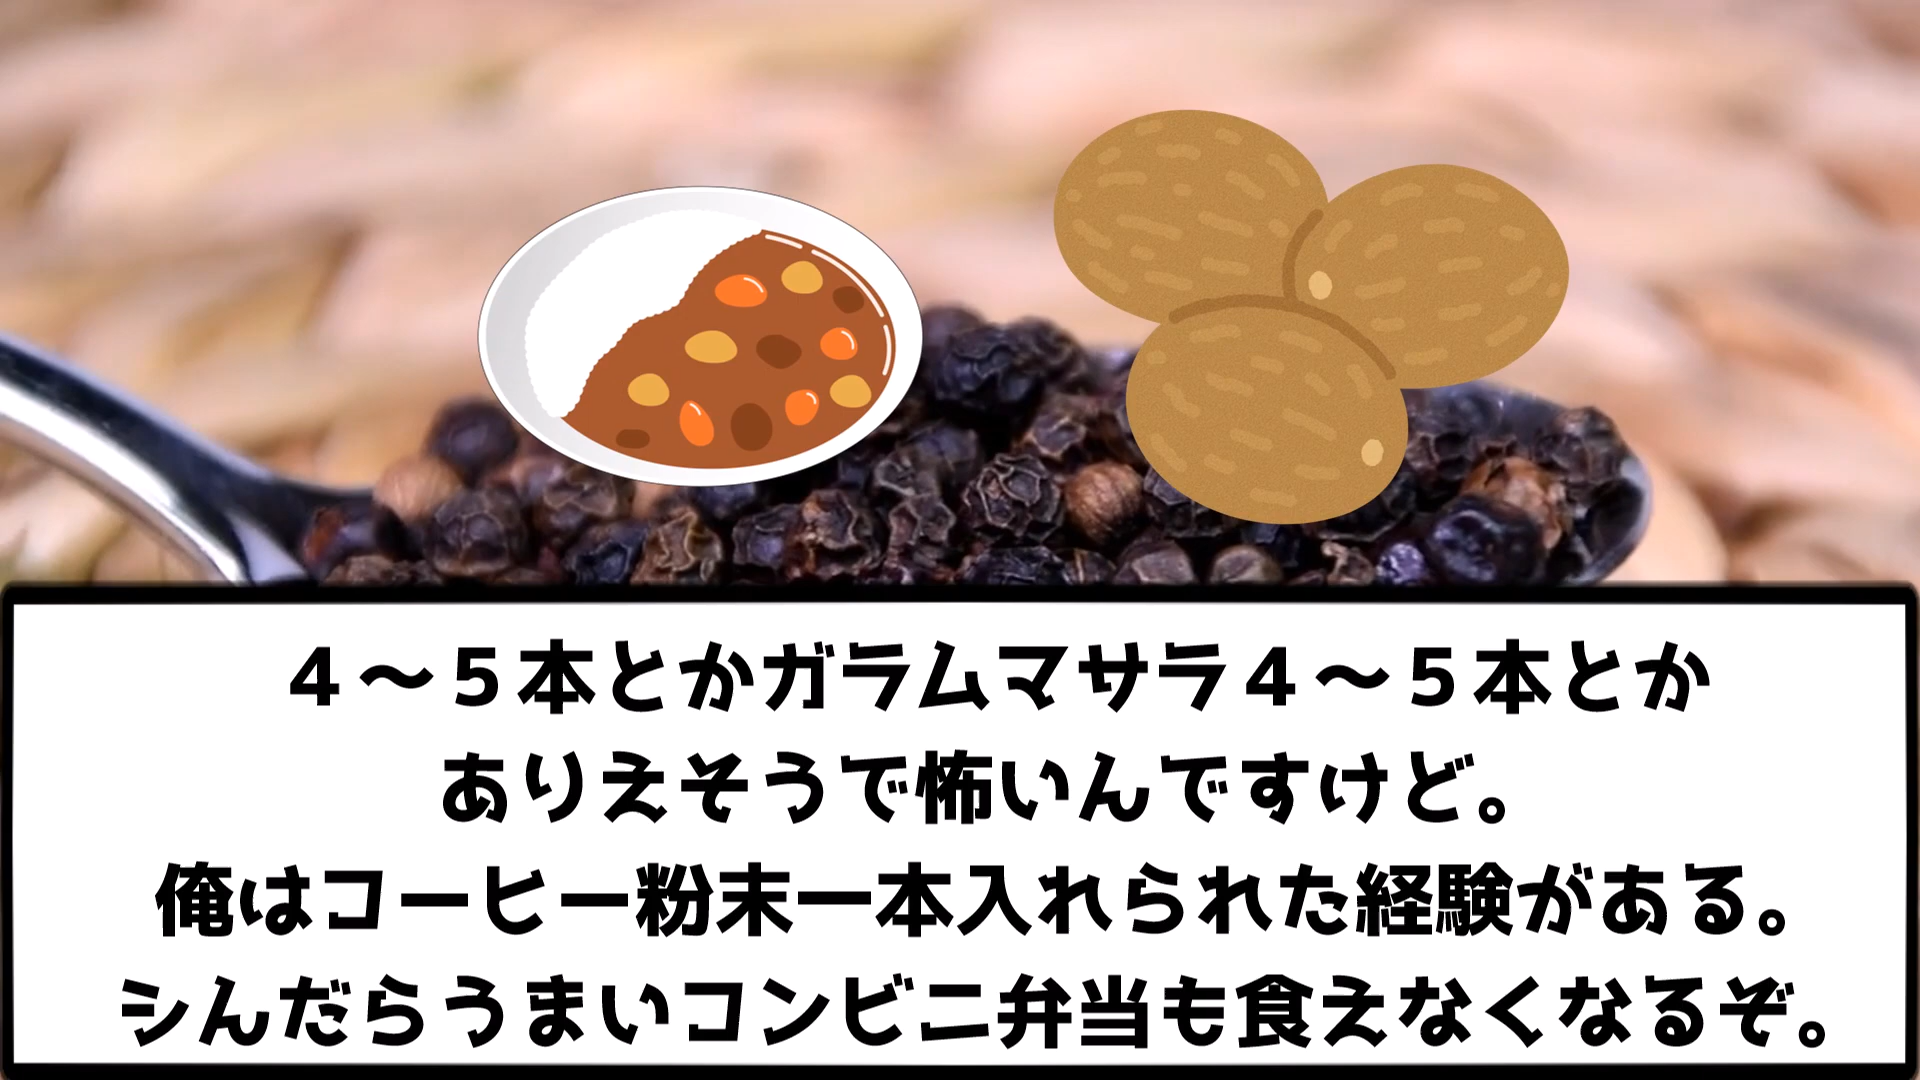 ４～５本とかガラムマサラ４～５本とか
ありえそうで怖いんですけど。
俺はコーヒー粉末一本入れられた経験がある。
シんだらうまいコンビニ弁当も食えなくなるぞ。